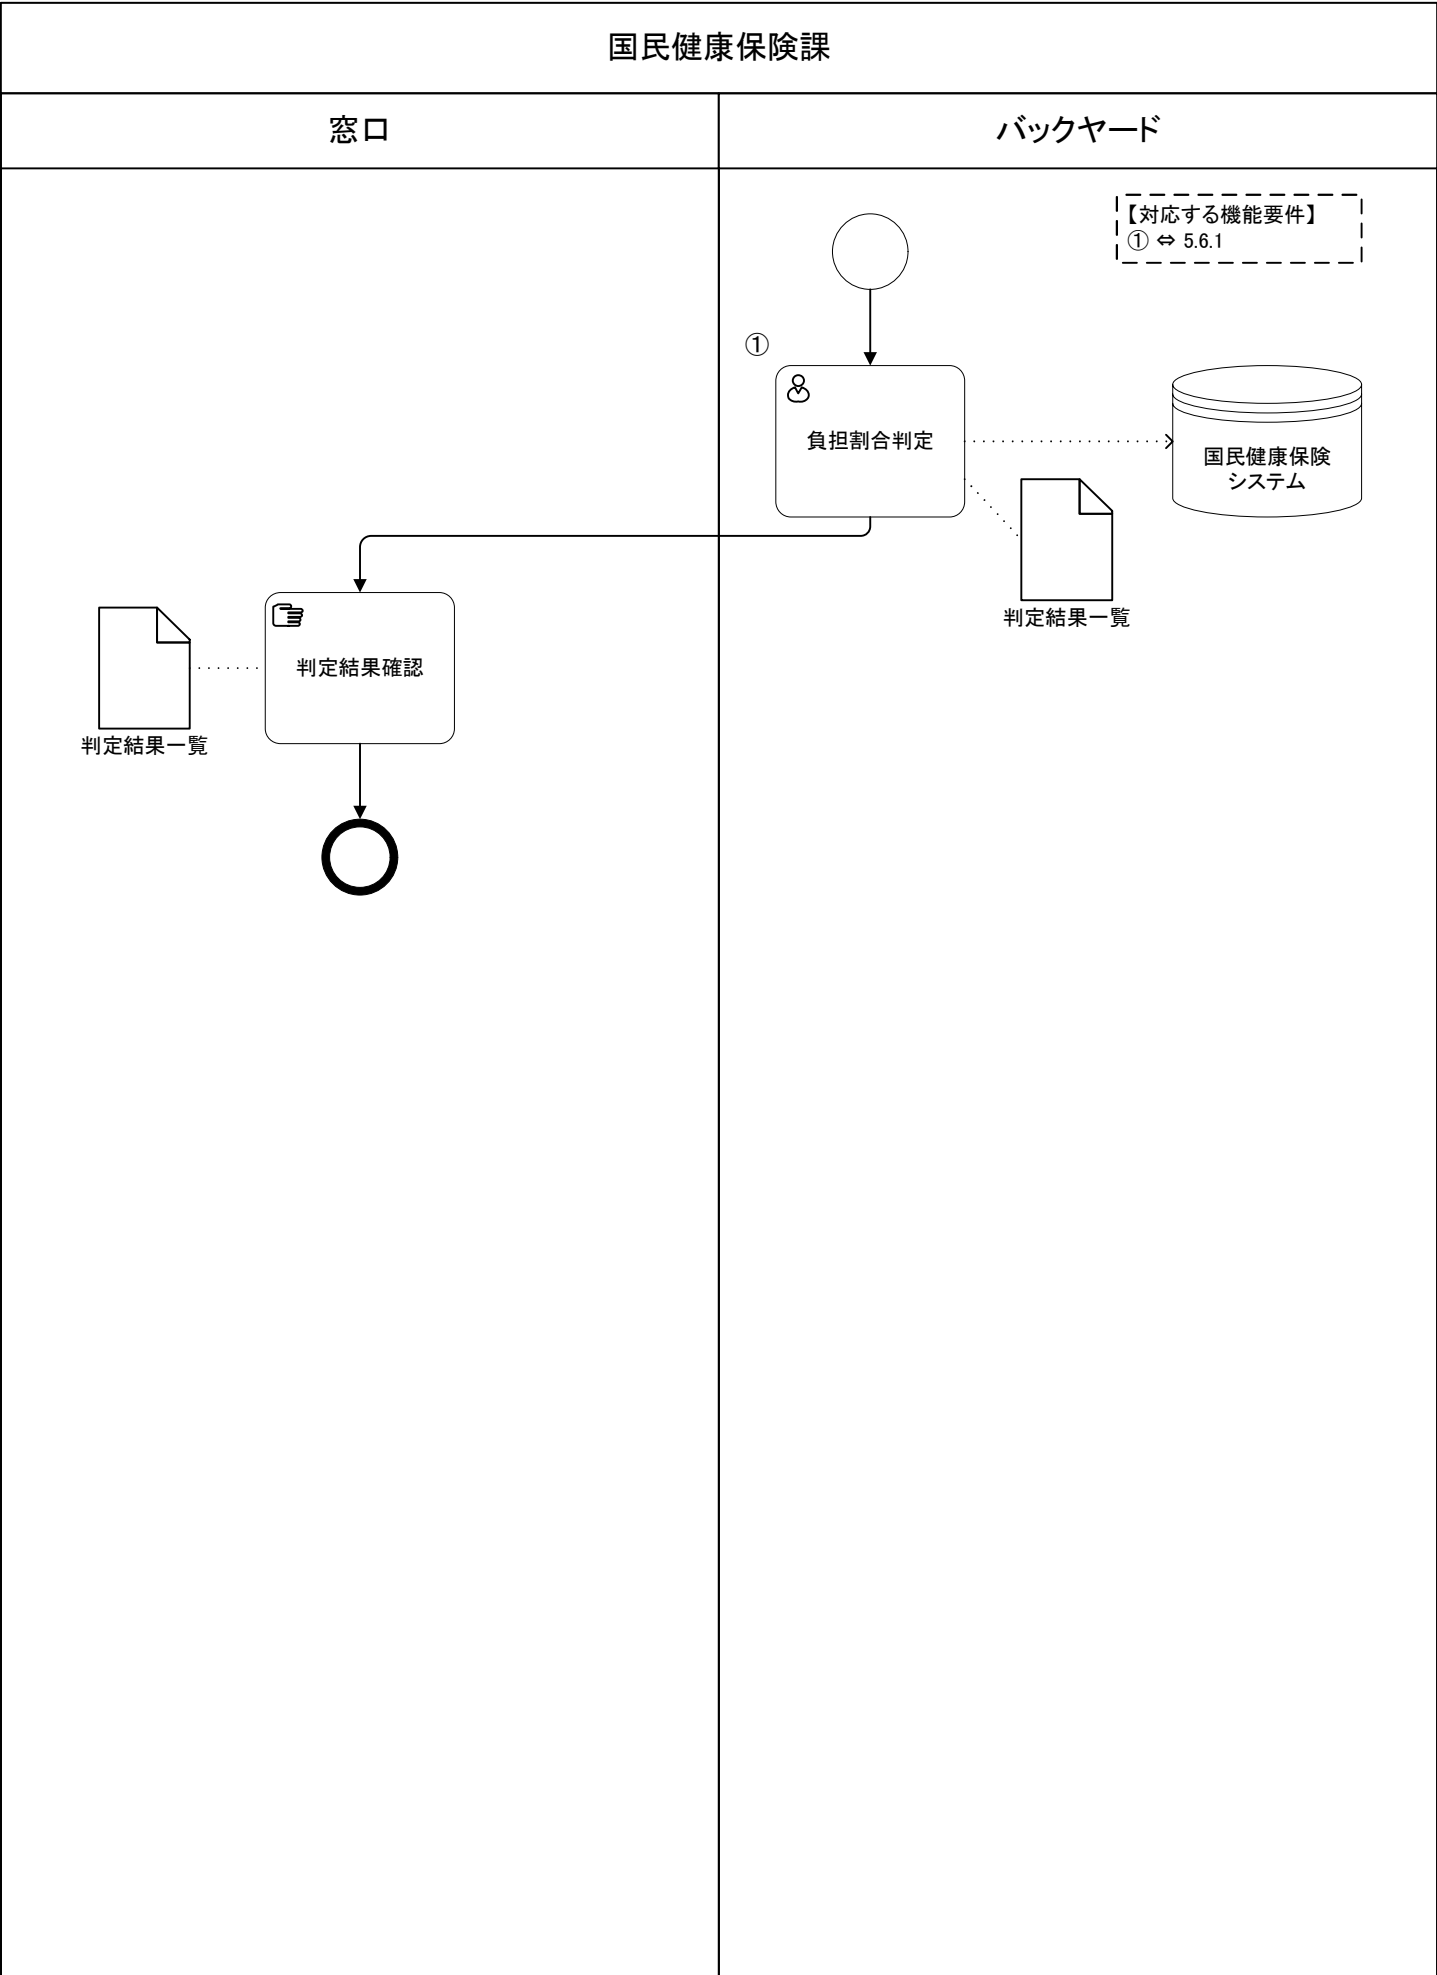 国民健康保険課
窓口
バックヤード
【対応する機能要件】
① ⇔ 5.6.1
①
負担割合判定
国民健康保険
システム
判定結果一覧
判定結果確認
判定結果一覧